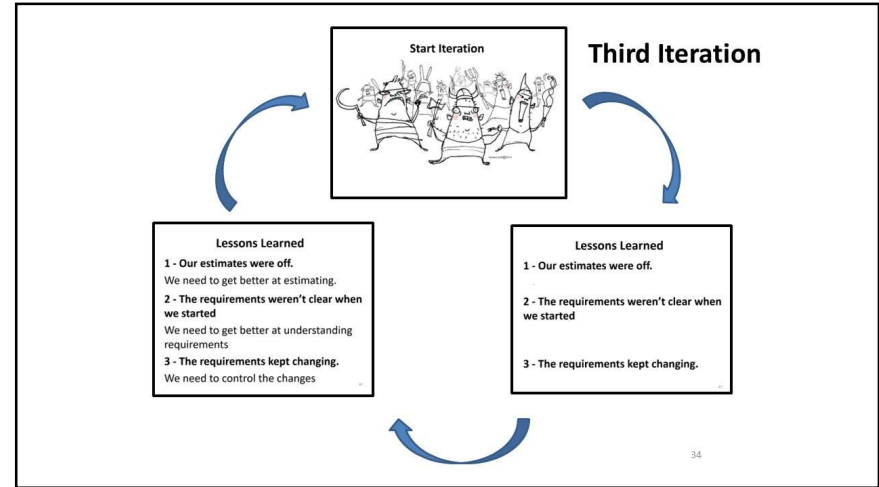 Start Iteration
Third Iteration
Lessons Learned
1 - Our estimates were off.
We need to get better at estimating.
2 - The requirements weren’t clear when
we started
We need to get better at understanding
requirements
3 - The requirements kept changing.
We need to control the changes
Lessons Learned
1 - Our estimates were off.
2 - The requirements weren’t clear when
we started
3 - The requirements kept changing.
34